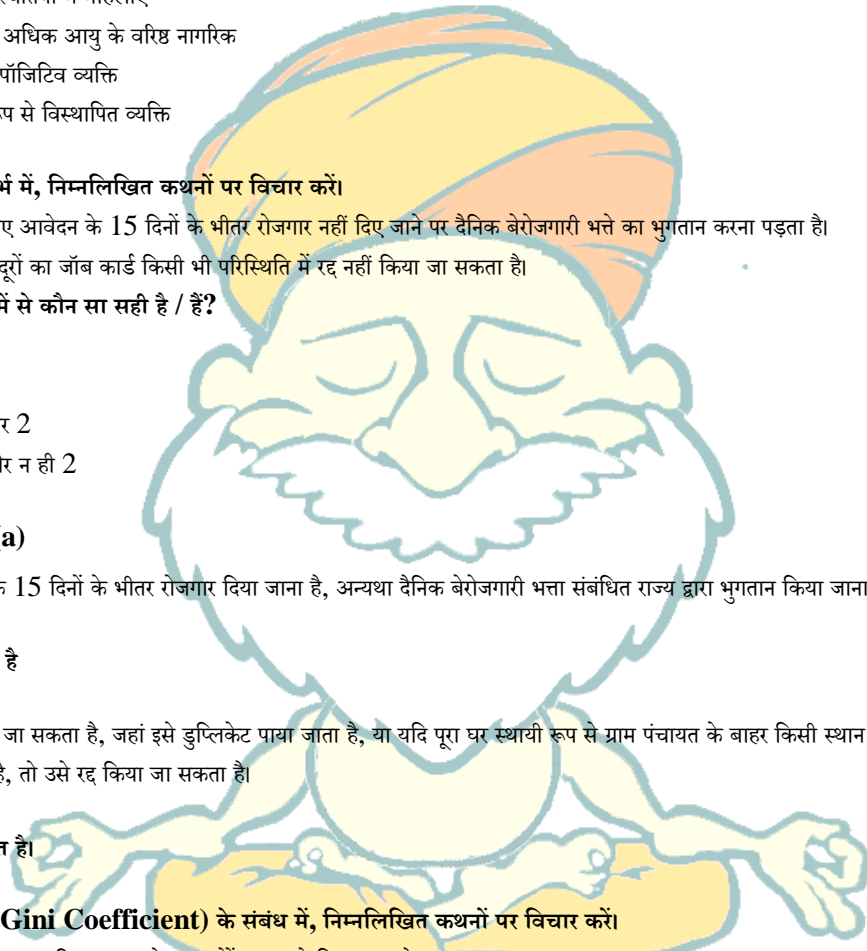 अधिक आयु के वरिष्ठ नागरिक
पॉजिटिव व्यक्ति
से विस्थापित व्यक्ति
में, निम्नलिखित कथनों पर विचार करें।
आवेदन के 15 दिनों के भीतर रोजगार नहीं दिए जाने पर दैनिक बेरोजगारी भत्ते का भुगतान करना पड़ता है।
का जॉब कार्ड किसी भी परिस्थिति में रद्द नहीं किया जा सकता है।
से कौन सा सही है / हैं?
2
न ही 2
a)
15 दिनों के भीतर रोजगार दिया जाना है, अन्यथा दैनिक बेरोजगारी भत्ता संबंधित राज्य द्वारा भुगतान किया जाना
है
जा सकता है, जहां इसे डुप्लिकेट पाया जाता है, या यदि पूरा घर स्थायी रूप से ग्राम पंचायत के बाहर किसी स्थान
है, तो उसे रद्द किया जा सकता है।
है।
Gini Coefficient) के संबंध में, निम्नलिखित कथनों पर विचार करें।